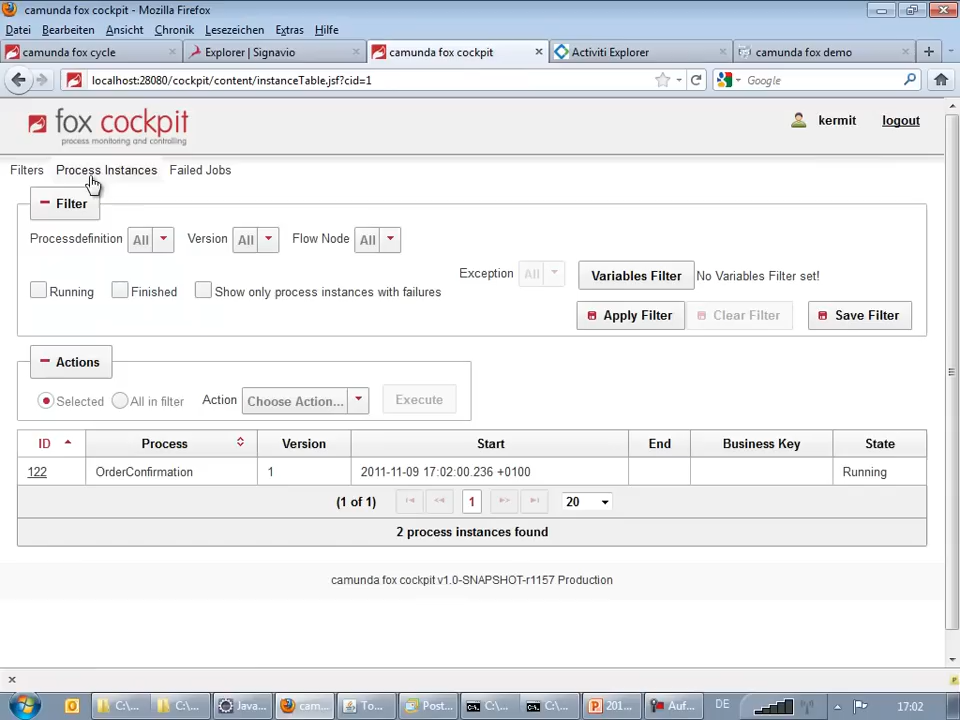 camunda fox cockpit - Mozilla Firefox
Datei Bearbeiten Ansicht Chronik Lesezeichen Extras Hilfe
camunda fox cycle × Explorer | Signavio × camunda fox cockpit × Activiti Explorer × camunda fox demo × +
localhost:28080/cockpit/content/instanceTable.jsf?cid=1 Google
fox cockpit
process monitoring and controlling
kermit logout
Filters Process Instances Failed Jobs
Filter
Processdefinition All Version All Flow Node All
Exception All Variables Filter No Variables Filter set!
Running Finished Show only process instances with failures
Apply Filter Clear Filter Save Filter
Actions
Selected All in filter Action Choose Action... Execute
ID Process Version Start End Business Key State
122 OrderConfirmation 1 2011-11-09 17:02:00.236 +0100 Running
(1 of 1) 1 20
2 process instances found
camunda fox cockpit v1.0-SNAPSHOT-r1157 Production
×
C:\... C:\... Java... cam... To... Post... C:\... C:\... 201... Auf... DE 17:02